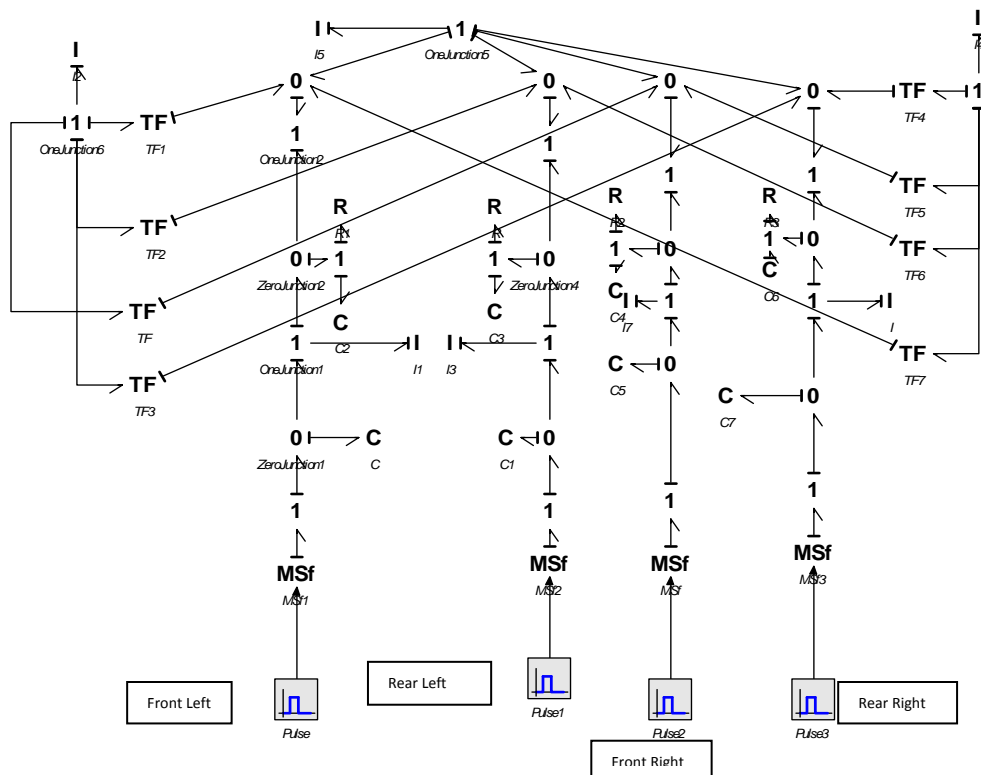 I
I5
1
OneJunction5
I
I2
I
1
OneJunction6
TF
TF1
0
0
0
0
TF
TF4
1
1
OneJunction2
1
1
1
TF
TF5
TF
TF2
R
R1
R
R
R
R2
R
R3
0
ZeroJunction2
1
1
0
ZeroJunction4
1
0
1
0
TF
TF6
C
C2
C
C3
C
C4
C
C6
TF
TF
I
I7
1
1
I
I
1
OneJunction1
I
I1
I
I3
1
TF
TF7
TF
TF3
C
C5
0
C
C7
0
0
ZeroJunction1
C
C
C
C1
0
1
1
1
1
MSf
MSf1
MSf
MSf2
MSf
MSf
MSf
MSf3
Front Left
Pulse
Rear Left
Pulse1
Pulse2
Pulse3
Rear Right
Front Right